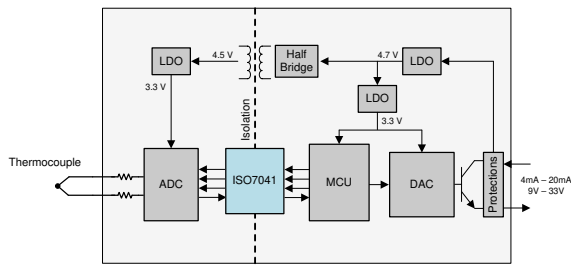 LDO
4.5 V
Half
Bridge
4.7 V
LDO
3.3 V
LDO
3.3 V
Isolation
Thermocouple
ADC
ISO7041
MCU
DAC
Protections
4mA – 20mA
9V – 33V